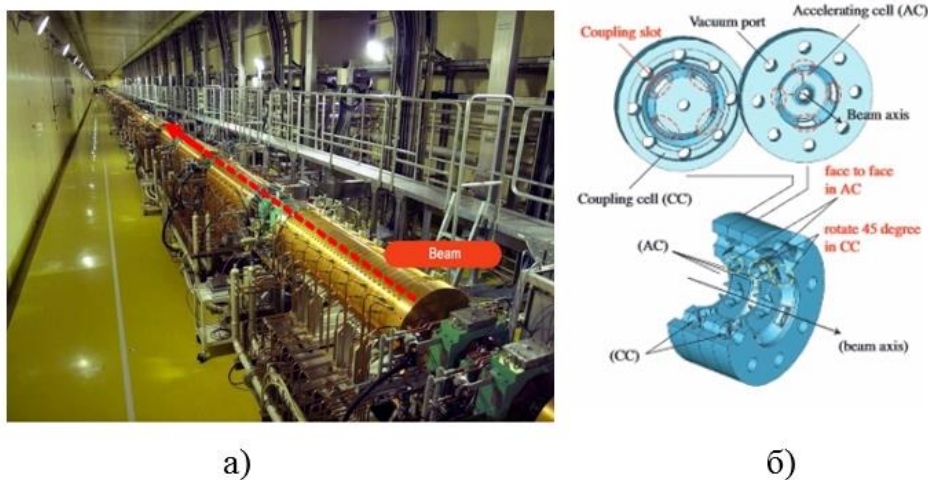 Beam
Accelerating cell (AC)
Vacuum port
Coupling slot
Beam axis
Coupling cell (CC)
face to face
in AC
rotate 45 degree
in CC
(AC)
(CC)
(beam axis)
а)
б)